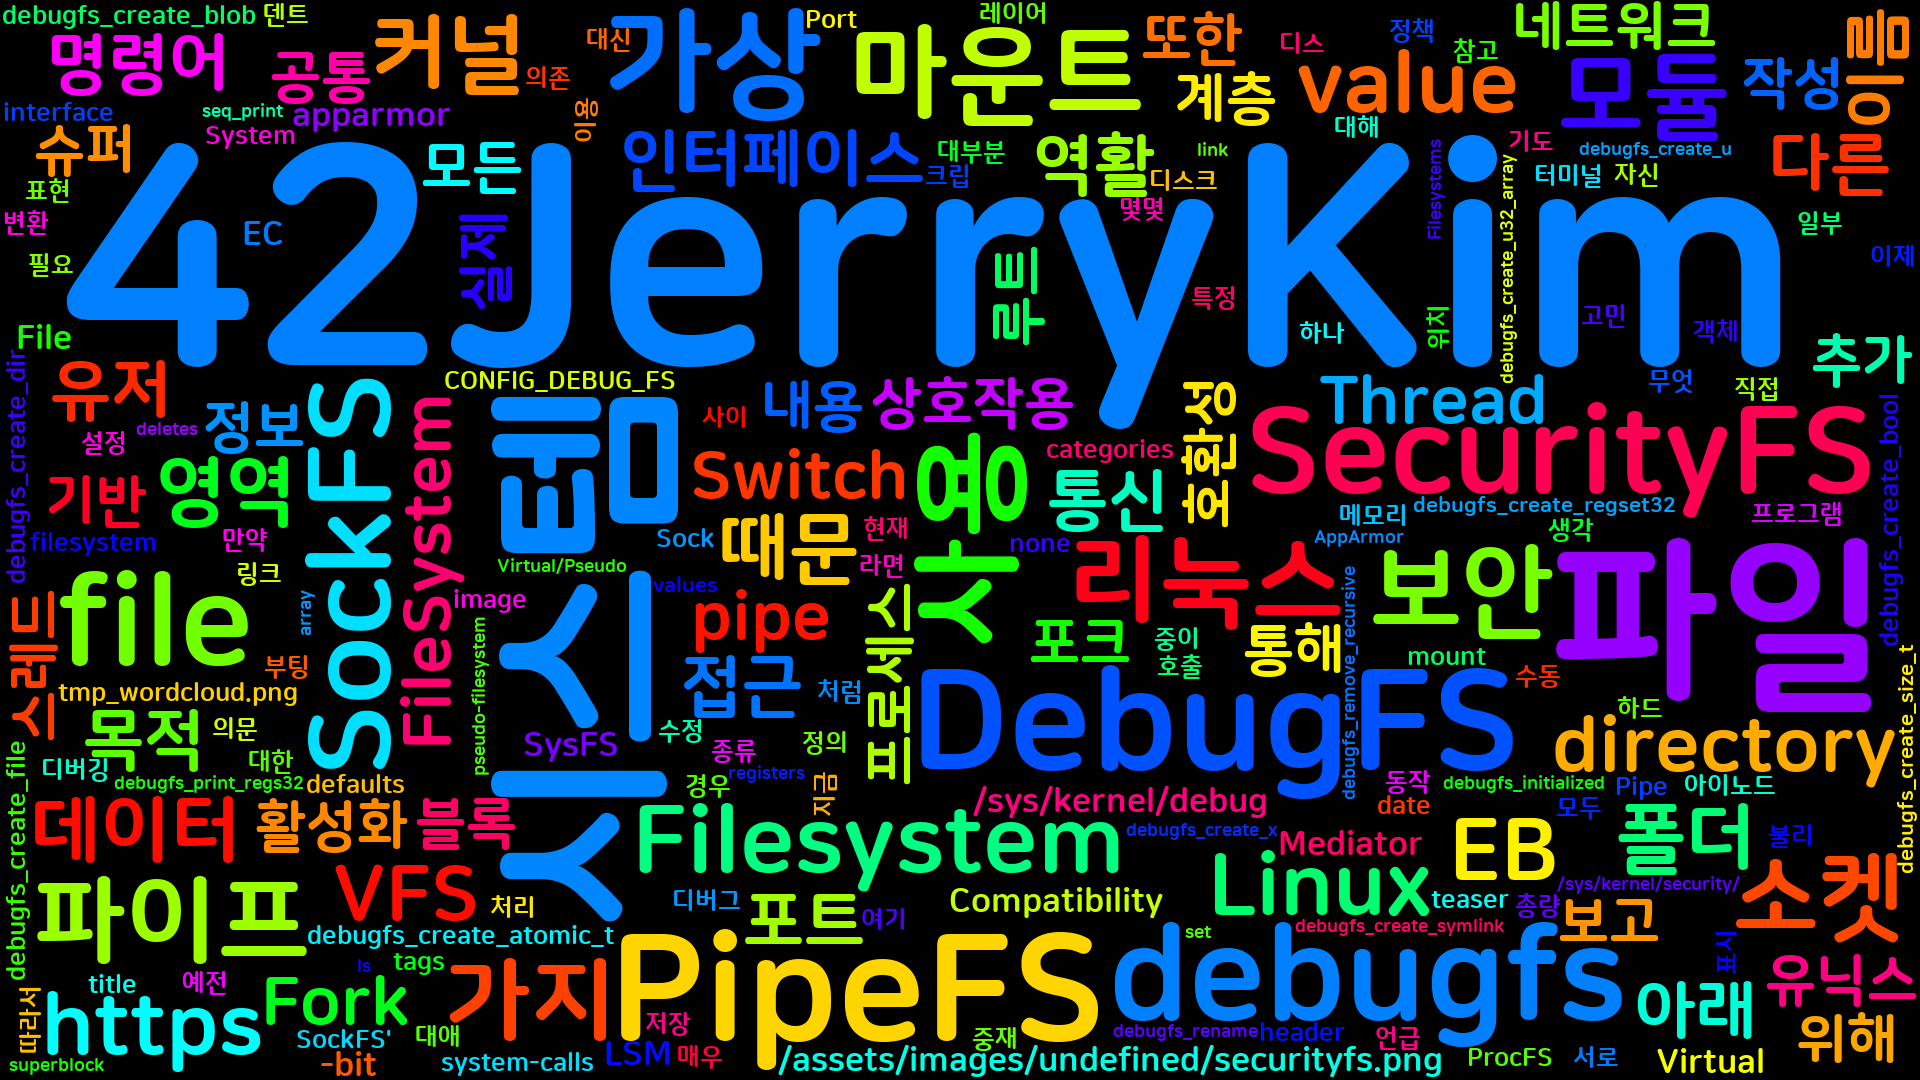 debugfs_create_blob
덴트
명령어
공통
커널
의존
대신
가상
Port
마운트
레이어
또한
디스
정책
참고
네트워크
계층
value
모듈
작성
등등
interface
seq_print
System
apparmor
이용
슈퍼
모든
인터페이스
대부분
크립
역활
link
디스크
몇몇
대해
기도
debugfs_create_u
터미널
자신
다른
표현
변환
필요
EC
실제
42JerryKim
루트
특정
하나
위치
Filesystems
debugfs_create_u32_array
고민
객체
일부
이제
File
유저
정보
설정
deletes
debugfs_create_dir
CONFIG_DEBUG_FS
사이
내용
상호작용
호환성
Thread
무엇
직접
추가
기반
영역
SockFS
FileSystem
시스템
Switch
사용
categories
통신
SecurityFS
debugfs_create_regset32
프로그램
debugfs_create_bool
filesystem
만약
링크
Sock
때문
현재
라면
none
메모리
AppArmor
생각
Virtual/Pseudo
values
리눅스
보안
파일
file
array
image
pipe
프로세스
포크
중이
호출
통해
debugfs_remove_recursive
mount
수동
스레드
부팅
tmp_wordcloud.png
pseudo-filesystem
접근
처럼
목적
의문
대한
SysFS
수정
종류
정의
DebugFS
하드
directory
debugfs_create_size_t
디버깅
debugfs_print_regs32
defaults
경우
registers
지금
동작
debugfs_initialized
Pipe
아이노드
debugfs_create_file
데이터
활성화
블록
/sys/kernel/debug
date
모두
Filesystem
debugfs_create_x
Mediator
EB
폴더
불리
파이프
VFS
처리
디버그
포트
여기
Compatibility
Linux
teaser
/sys/kernel/security/
총량
보고
소켓
debugfs_create_atomic_t
debugfs_create_symlink
set
표시
ls
tags
title
예전
따라서
https
Fork
가지
PipeFS
debugfs
아래
유닉스
SockFS'
대애
저장
중재
debugfs_rename
header
언급
위해
superblock
-bit
system-calls
LSM
매우
/assets/images/undefined/securityfs.png
ProcFS
서로
Virtual